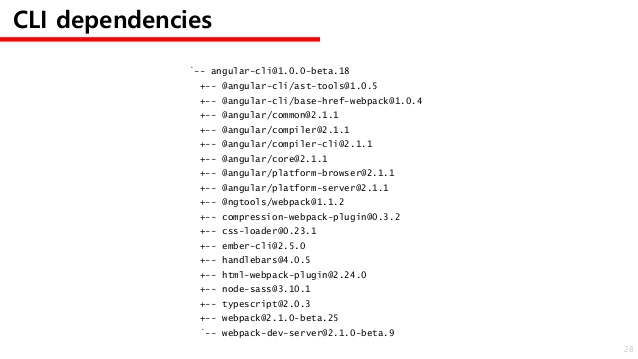 CLI dependencies
`-- angular-cli@1.0.0-beta.18
+-- @angular-cli/ast-tools@1.0.5
+-- @angular-cli/base-href-webpack@1.0.4
+-- @angular/common@2.1.1
+-- @angular/compiler@2.1.1
+-- @angular/compiler-cli@2.1.1
+-- @angular/core@2.1.1
+-- @angular/platform-browser@2.1.1
+-- @angular/platform-server@2.1.1
+-- @ngtools/webpack@1.1.2
+-- compression-webpack-plugin@0.3.2
+-- css-loader@0.23.1
+-- ember-cli@2.5.0
+-- handlebars@4.0.5
+-- html-webpack-plugin@2.24.0
+-- node-sass@3.10.1
+-- typescript@2.0.3
+-- webpack@2.1.0-beta.25
`-- webpack-dev-server@2.1.0-beta.9
28